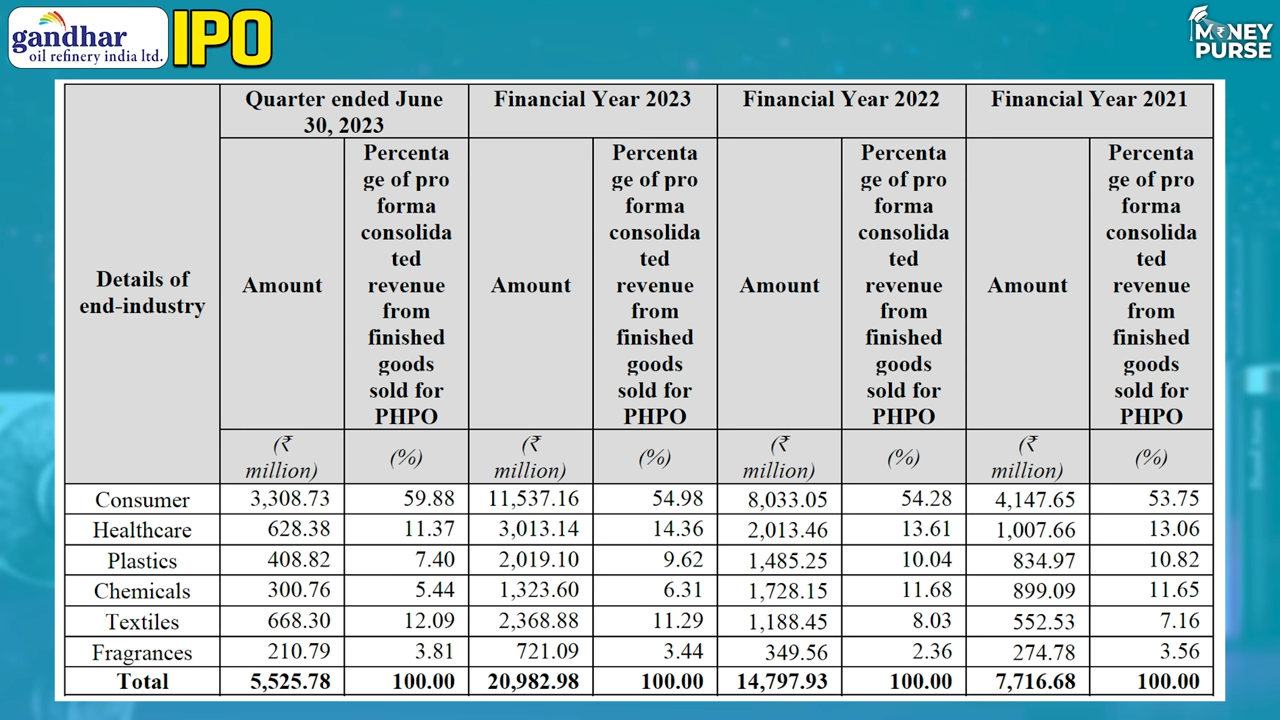 gandhar
oil refinery india ltd.
IPO
MONEY
PURSE
Details of
end-industry
Quarter ended June
30, 2023
Financial Year 2023
Financial Year 2022
Financial Year 2021
Amount
Percenta
ge of pro
forma
consolida
ted
revenue
from
finished
goods
sold for
PHPO
Amount
Percenta
ge of pro
forma
consolida
ted
revenue
from
finished
goods
sold for
PHPO
Amount
Percenta
ge of pro
forma
consolida
ted
revenue
from
finished
goods
sold for
PHPO
Amount
Percenta
ge of pro
forma
consolida
ted
revenue
from
finished
goods
sold for
PHPO
(₹
million)
(%)
(₹
million)
(%)
(₹
million)
(%)
(₹
million)
(%)
Consumer 3,308.73 59.88 11,537.16 54.98 8,033.05 54.28 4,147.65 53.75
Healthcare 628.38 11.37 3,013.14 14.36 2,013.46 13.61 1,007.66 13.06
Plastics 408.82 7.40 2,019.10 9.62 1,485.25 10.04 834.97 10.82
Chemicals 300.76 5.44 1,323.60 6.31 1,728.15 11.68 899.09 11.65
Textiles 668.30 12.09 2,368.88 11.29 1,188.45 8.03 552.53 7.16
Fragrances 210.79 3.81 721.09 3.44 349.56 2.36 274.78 3.56
Total 5,525.78 100.00 20,982.98 100.00 14,797.93 100.00 7,716.68 100.00